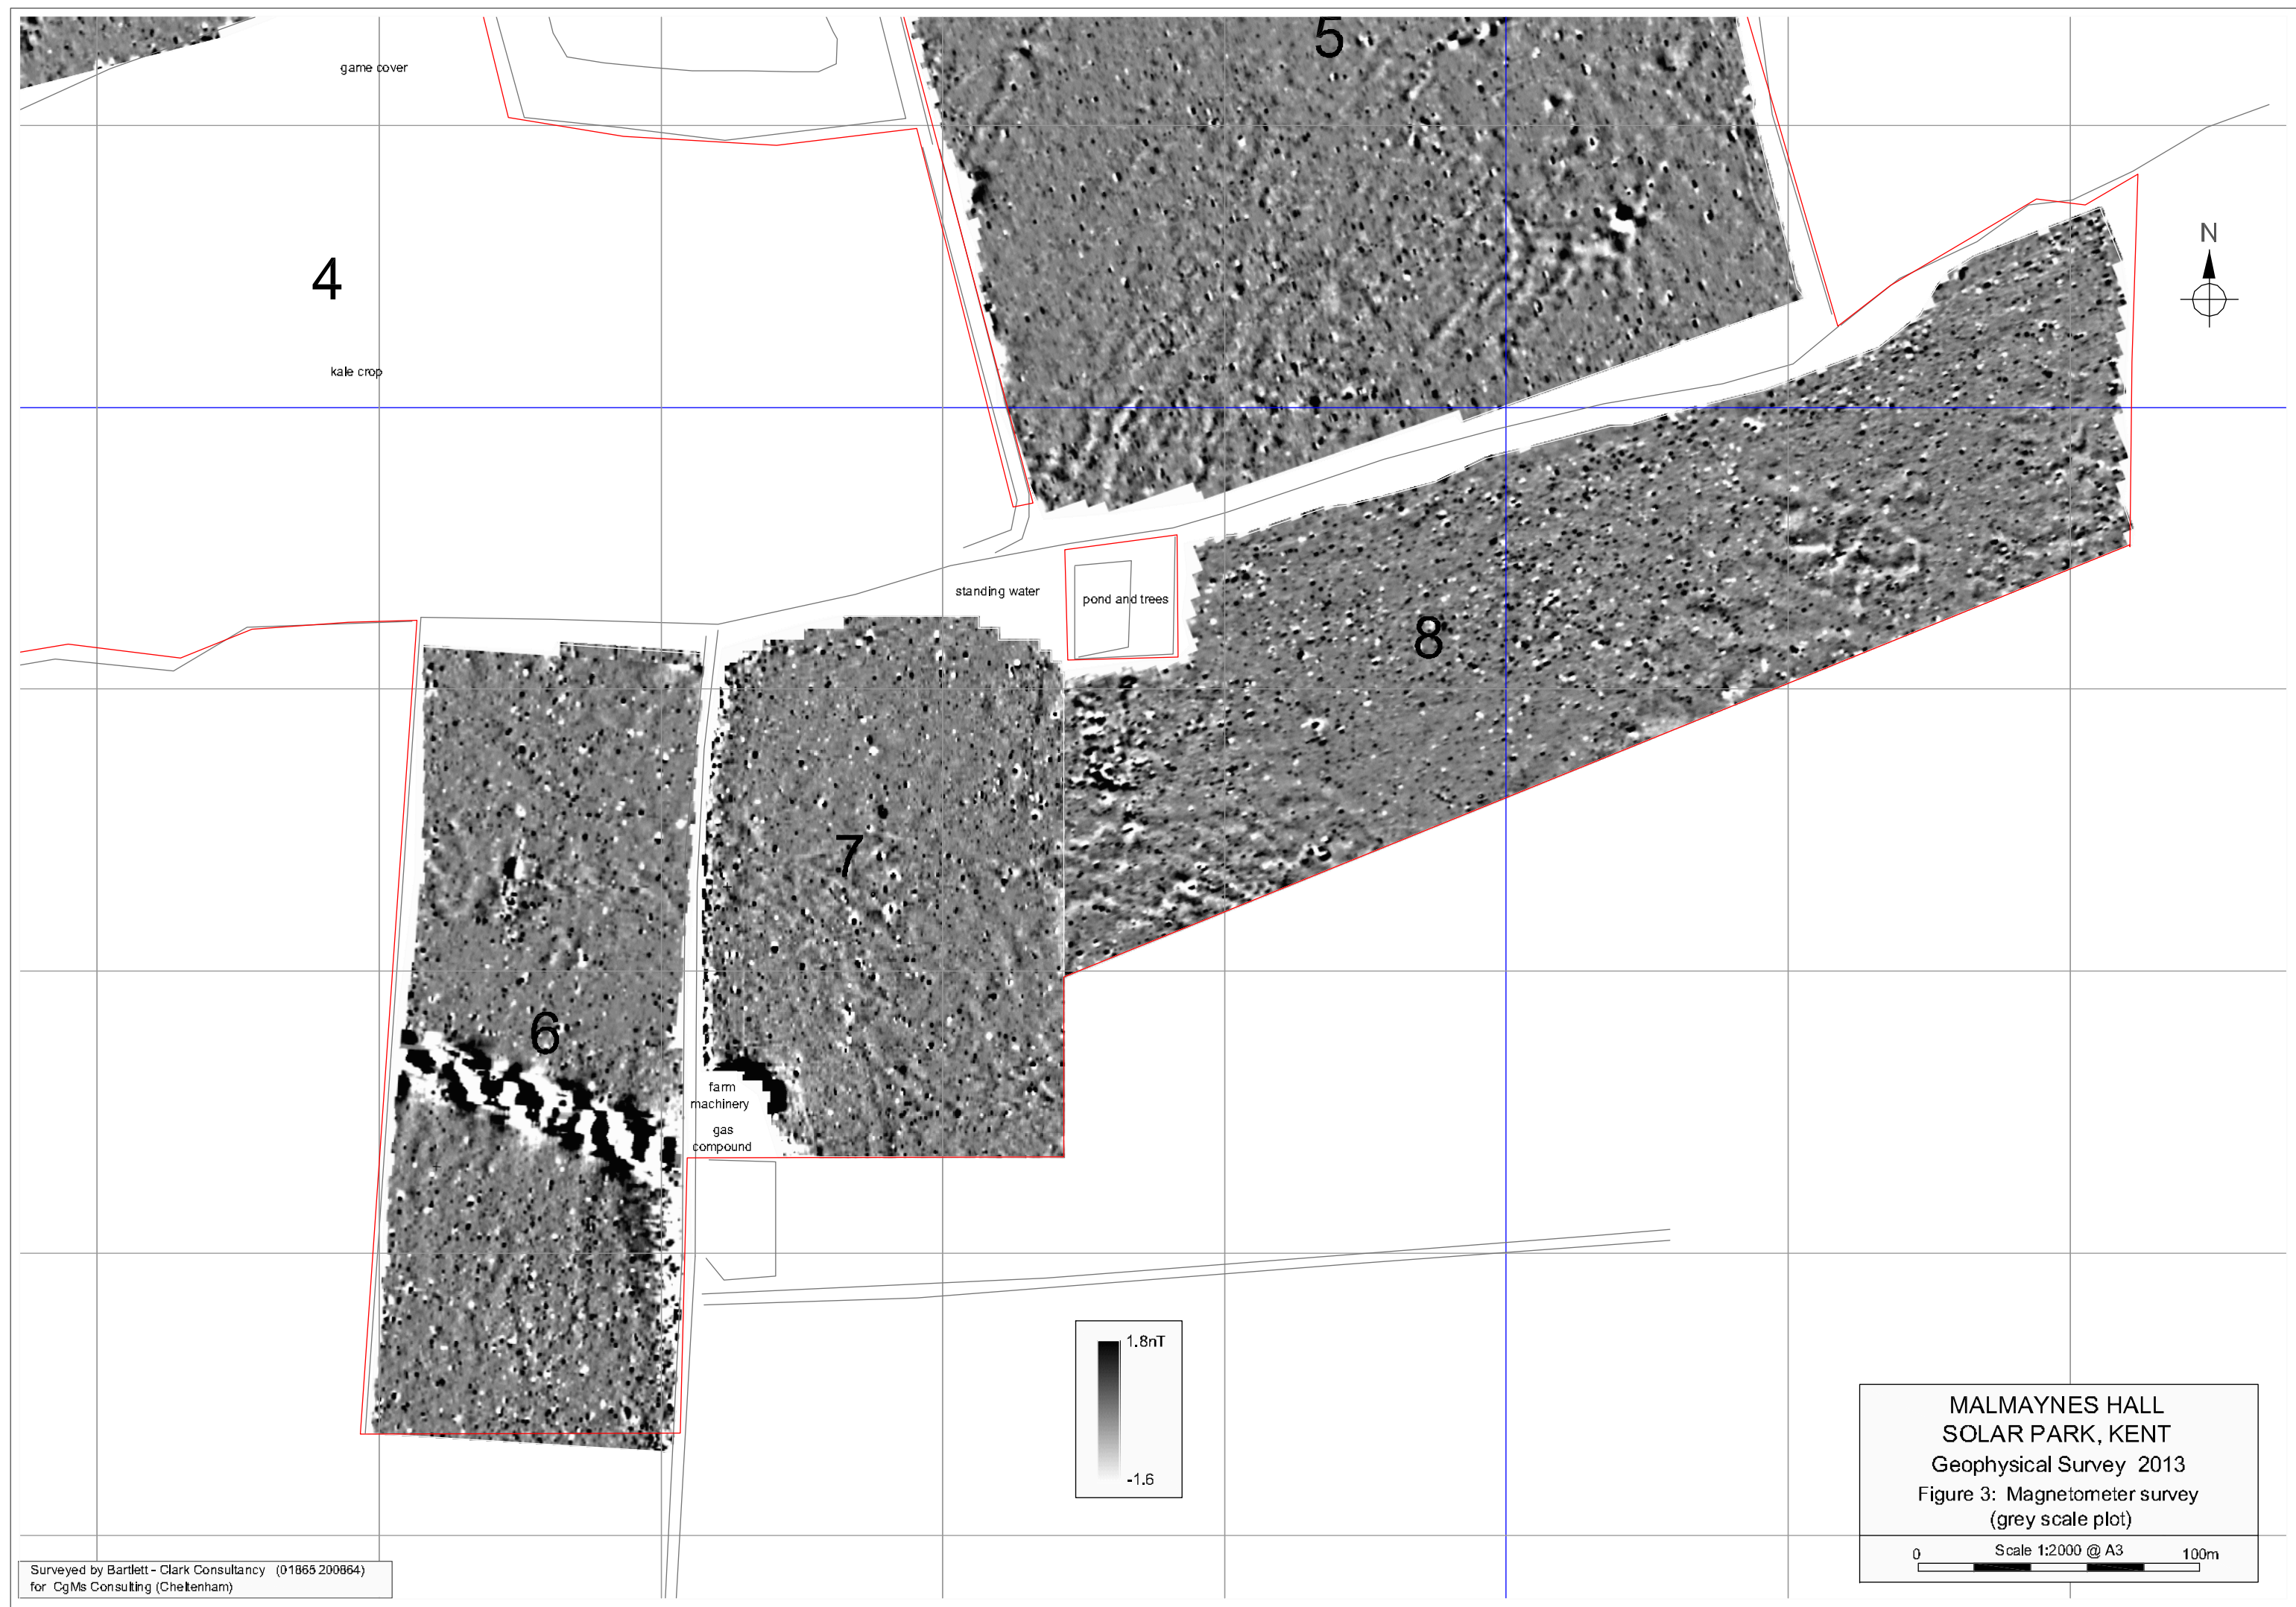 5
game cover
4
N
kale crop
standing water
pond and trees
8
7
6
farm
machinery
gas
compound
1.8nT
-1.6
MALMAYNES HALL
SOLAR PARK, KENT
Geophysical Survey 2013
Figure 3: Magnetometer survey
(grey scale plot)
Scale 1:2000 @ A3
0 100m
Surveyed by Bartlett - Clark Consultancy (01865 200864)
for CgMs Consulting (Cheltenham)